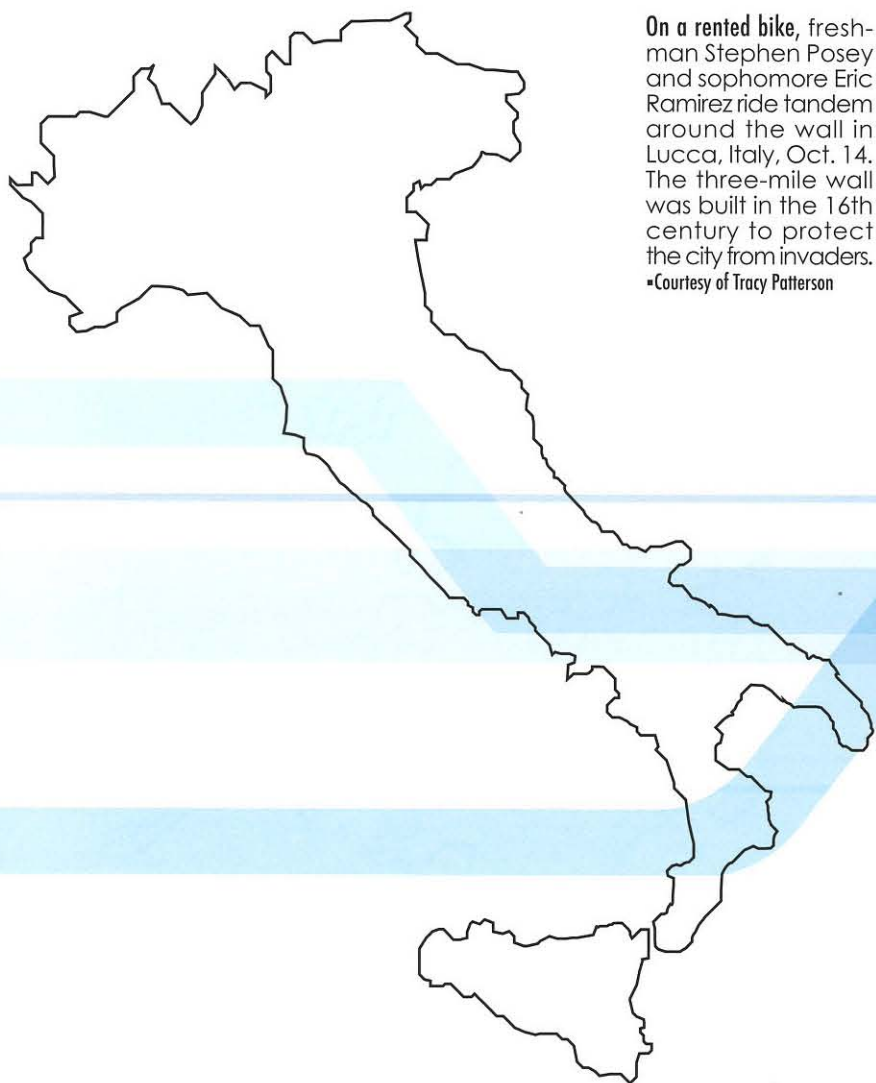 On a rented bike, fresh-
man Stephen Posey
and sophomore Eric
Ramirez ride tandem
around the wall in
Lucca, Italy, Oct. 14.
The three-mile wall
was built in the 16th
century to protect
the city from invaders.
▪Courtesy of Tracy Patterson